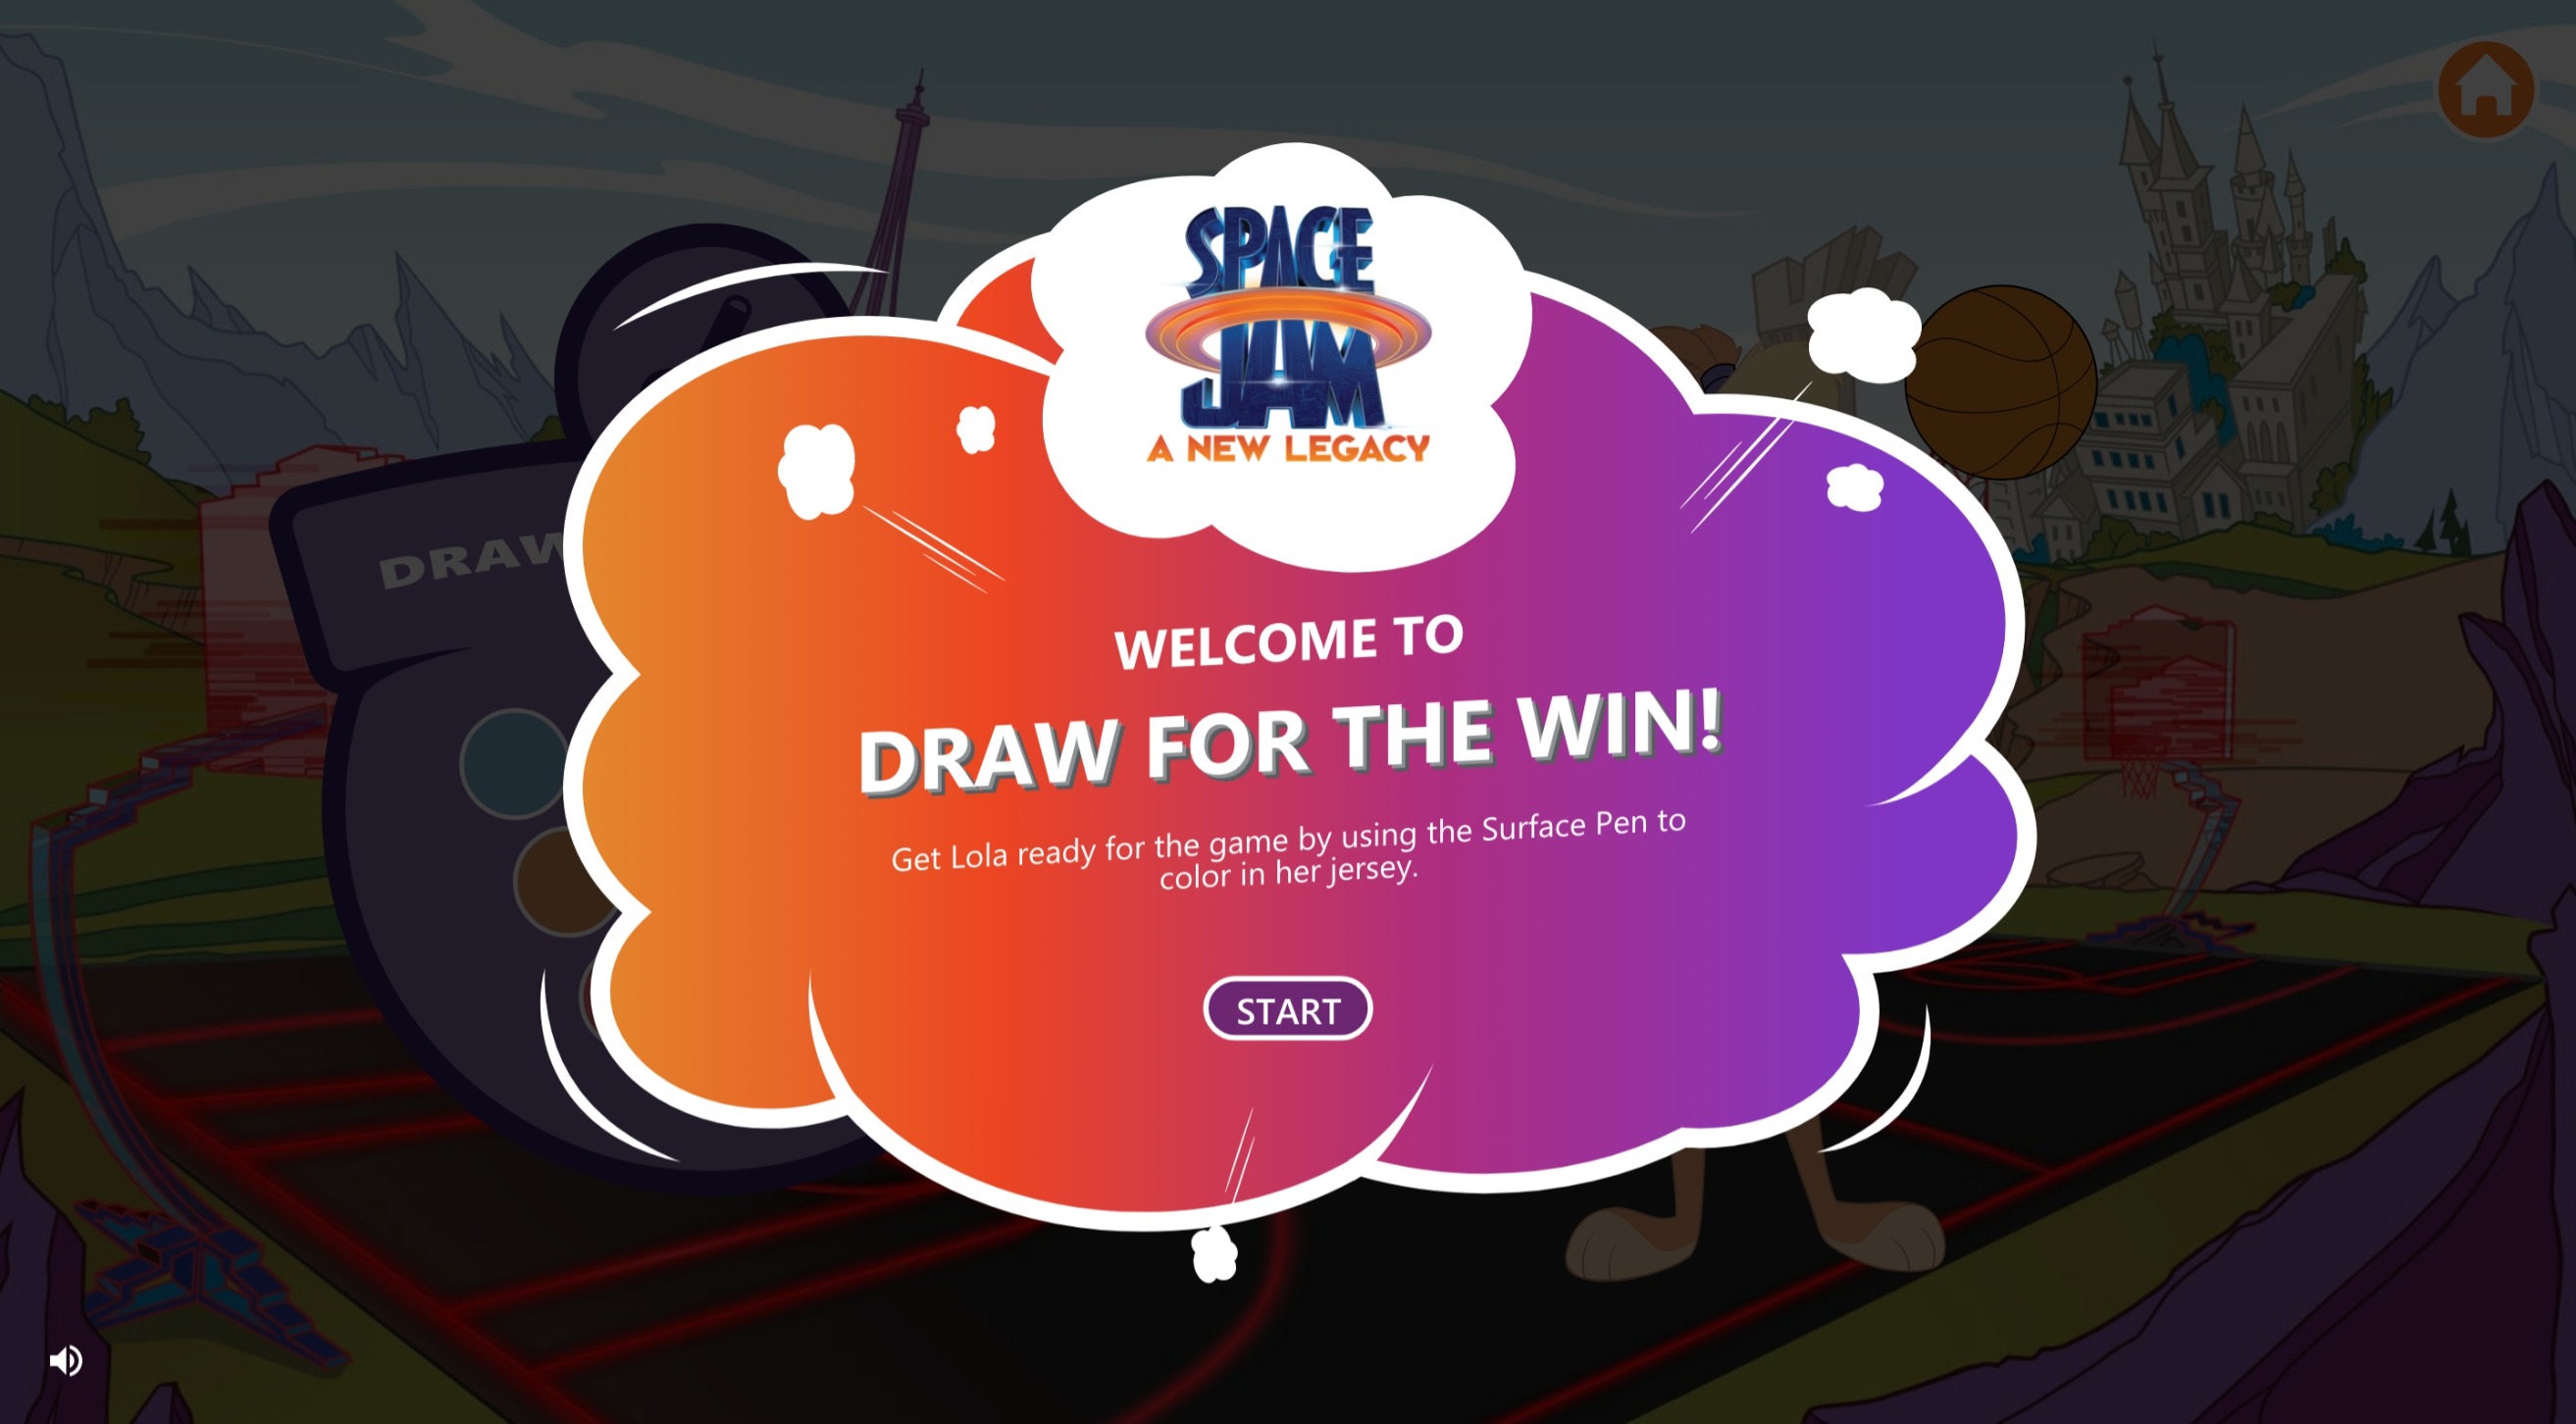 SPACE
JAM
A NEW LEGACY
DRAW
WELCOME TO
DRAW FOR THE WIN!
Get Lola ready for the game by using the Surface Pen to
color in her jersey.
START